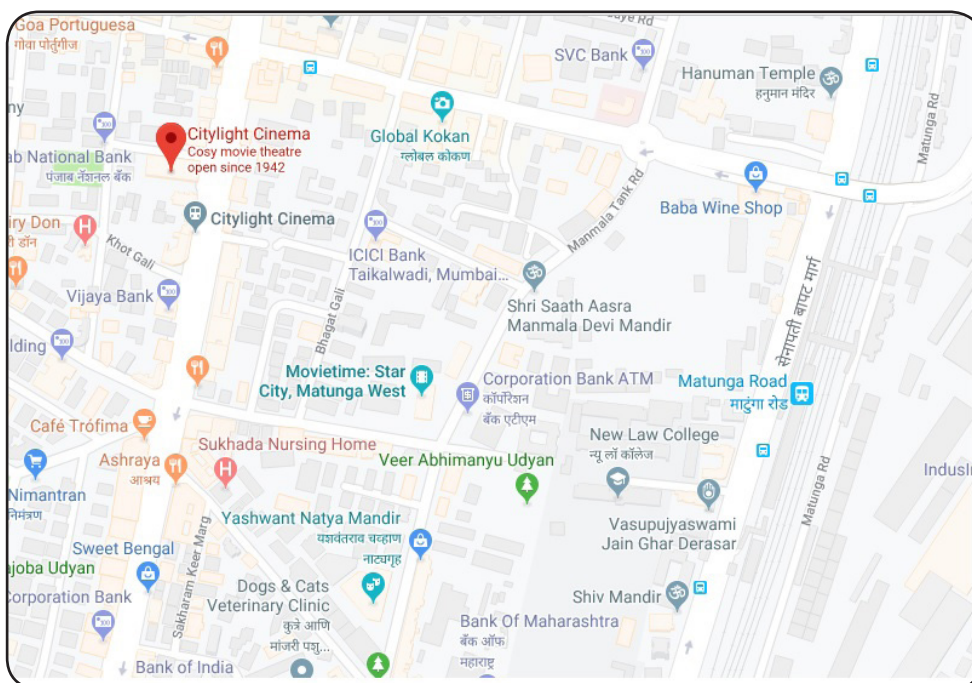 Goa Portuguesa
गोवा पोर्तुगीज
SVC Bank
Hanuman Temple
हनुमान मंदिर
Matunga Rd
Global Kokan
ग्लोबल कोकण
Citylight Cinema
Cosy movie theatre
open since 1942
National Bank
पंजाब नॅशनल बँक
Manmala Tank Rd
Baba Wine Shop
Citylight Cinema
Khot Gali
ICICI Bank
Taikalwadi, Mumbai...
Vijaya Bank
Bhagat Gali
Shri Saath Aasra
Manmala Devi Mandir
सेनापती बापट मार्ग
Movietime: Star
City, Matunga West
Corporation Bank ATM
कॉर्पोरेशन
बँक एटीएम
Matunga Road
माटुंगा रोड
Café Trófima
Sukhada Nursing Home
New Law College
न्यू लॉ कॉलेज
Ashraya
आश्रय
Veer Abhimanyu Udyan
Matunga Rd
Nimantran
निमंत्रण
Yashwant Natya Mandir
यशवंतराव चव्हाण
नाट्यगृह
Vasupujyaswami
Jain Ghar Derasar
Sweet Bengal
Udyan
Sakharam Keer Marg
Corporation Bank
Dogs & Cats
Veterinary Clinic
कुत्रे आणि
मांजरी पशु...
Shiv Mandir
Bank Of Maharashtra
बँक ऑफ
महाराष्ट्र
Bank of India